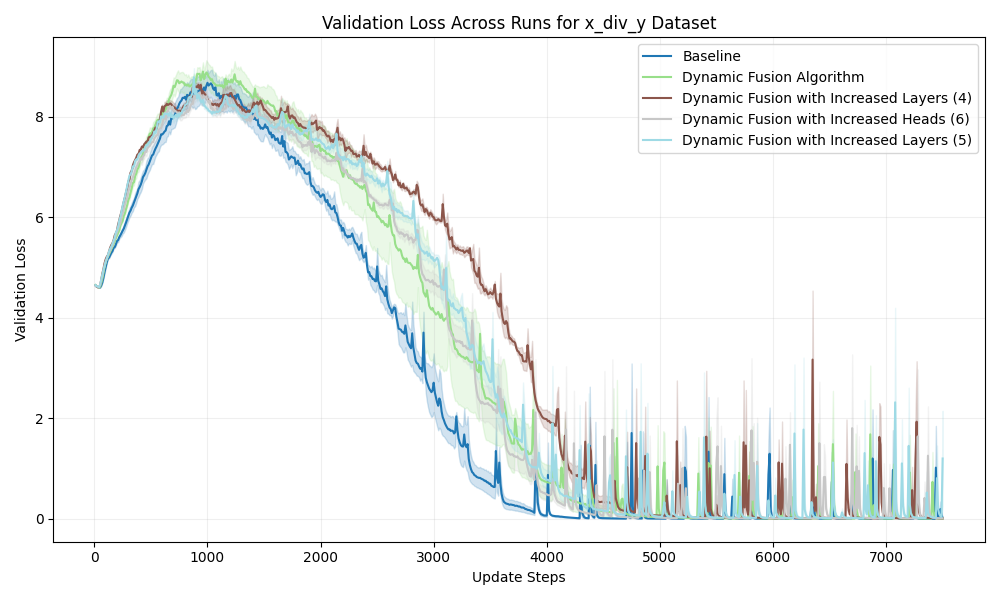 Validation Loss Across Runs for x_div_y Dataset
Baseline
Dynamic Fusion Algorithm
Dynamic Fusion with Increased Layers (4)
Dynamic Fusion with Increased Heads (6)
Dynamic Fusion with Increased Layers (5)
Validation Loss
8
6
4
2
0
0 1000 2000 3000 4000 5000 6000 7000
Update Steps